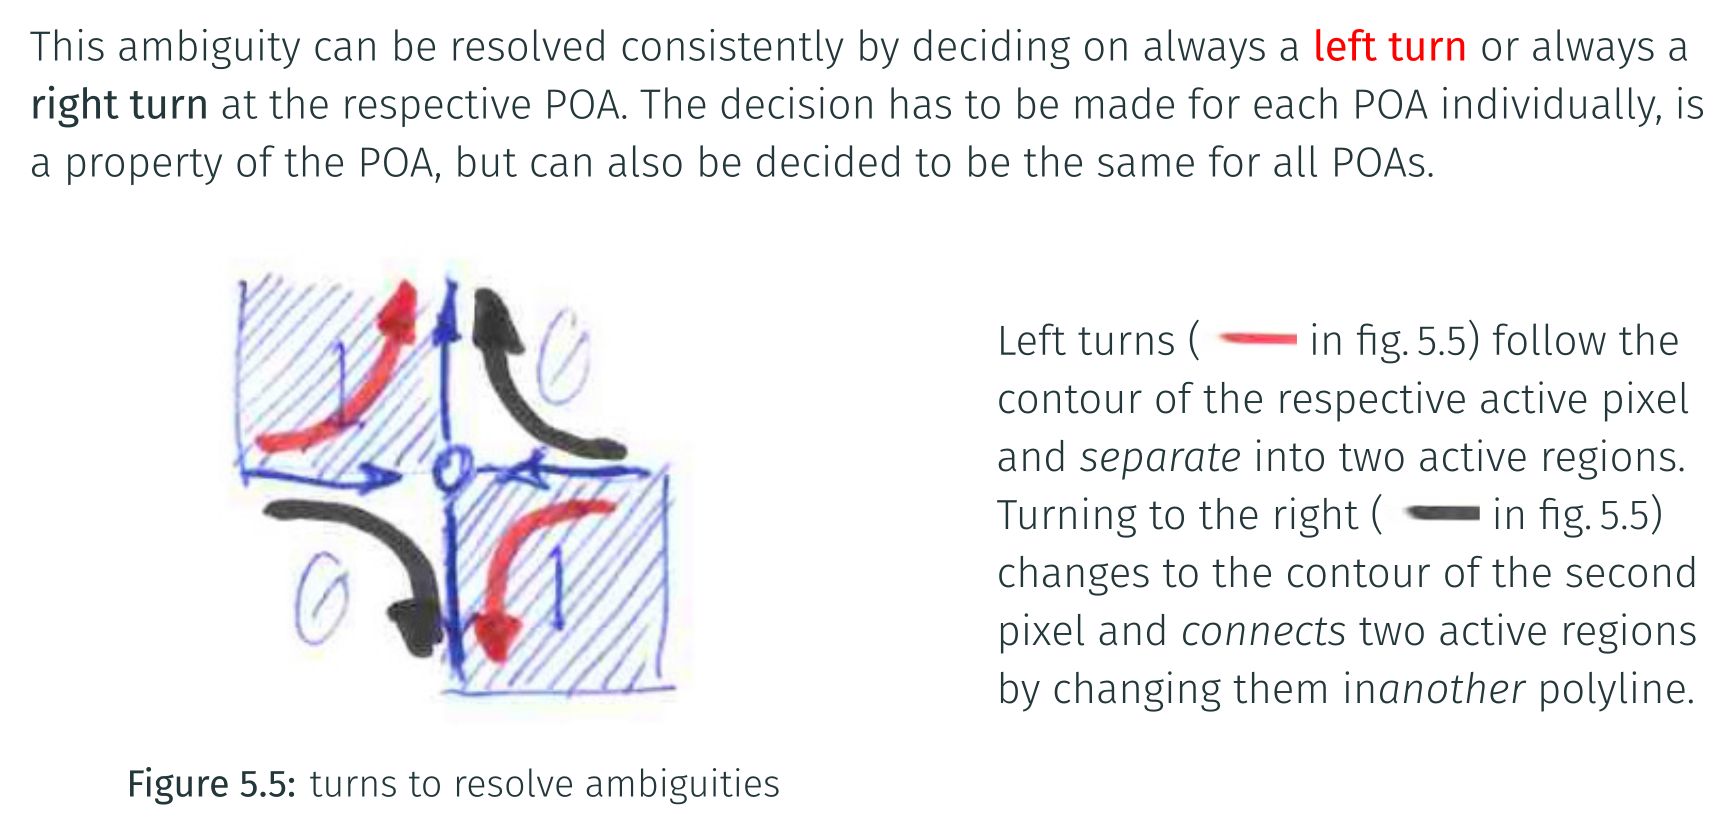 This ambiguity can be resolved consistently by deciding on always a left turn or always a
right turn at the respective POA. The decision has to be made for each POA individually, is
a property of the POA, but can also be decided to be the same for all POAs.
1
0
0
1
Left turns ( in fig. 5.5) follow the
contour of the respective active pixel
and separate into two active regions.
Turning to the right ( in fig. 5.5)
changes to the contour of the second
pixel and connects two active regions
by changing them inanother polyline.
Figure 5.5: turns to resolve ambiguities